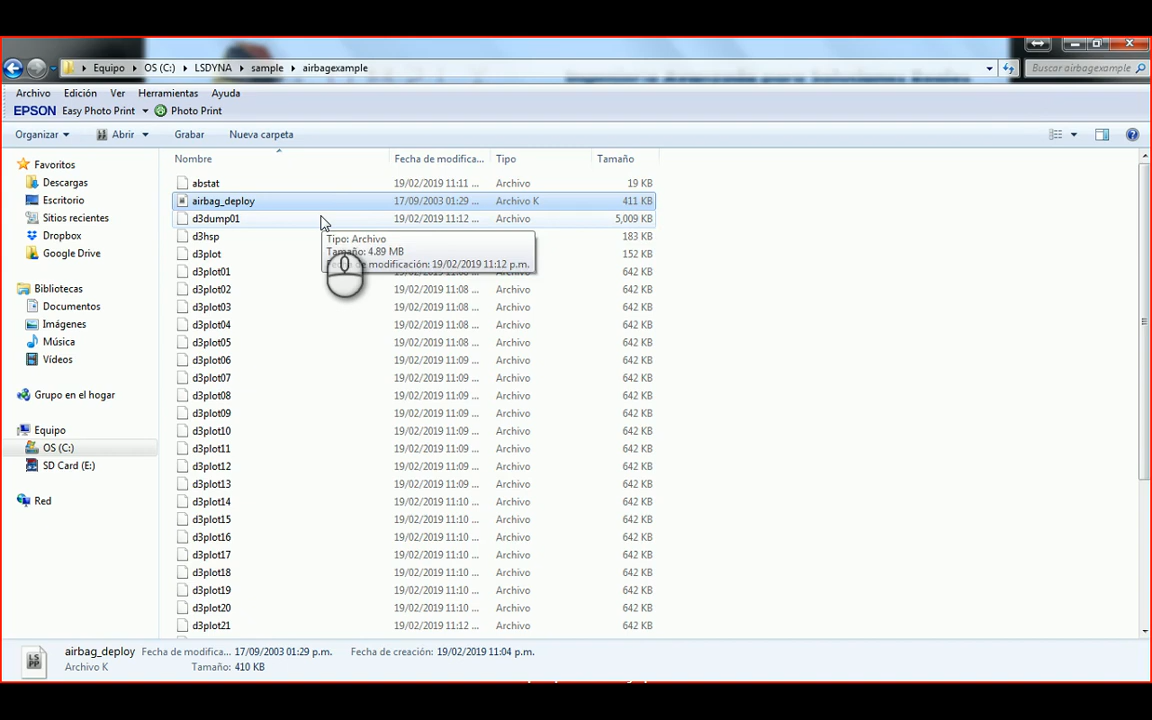 Equipo OS (C:) LSDYNA sample airbagexample
Buscar airbagexample
Archivo Edición Ver Herramientas Ayuda
EPSON Easy Photo Print Photo Print
Organizar Abrir Grabar Nueva carpeta
Favoritos
Descargas
Escritorio
Sitios recientes
Dropbox
Google Drive
Bibliotecas
Documentos
Imágenes
Música
Vídeos
Grupo en el hogar
Equipo
OS (C:)
SD Card (E:)
Red
Nombre Fecha de modifica... Tipo Tamaño
abstat 19/02/2019 11:11 ... Archivo 19 KB
airbag_deploy 17/09/2003 01:29 ... Archivo K 411 KB
d3dump01 19/02/2019 11:12 ... Archivo 5,009 KB
d3hsp Archivo 183 KB
d3plot 152 KB
d3plot01 642 KB
d3plot02 19/02/2019 11:08 ... Archivo 642 KB
d3plot03 19/02/2019 11:08 ... Archivo 642 KB
d3plot04 19/02/2019 11:08 ... Archivo 642 KB
d3plot05 19/02/2019 11:08 ... Archivo 642 KB
d3plot06 19/02/2019 11:09 ... Archivo 642 KB
d3plot07 19/02/2019 11:09 ... Archivo 642 KB
d3plot08 19/02/2019 11:09 ... Archivo 642 KB
d3plot09 19/02/2019 11:09 ... Archivo 642 KB
d3plot10 19/02/2019 11:09 ... Archivo 642 KB
d3plot11 19/02/2019 11:09 ... Archivo 642 KB
d3plot12 19/02/2019 11:09 ... Archivo 642 KB
d3plot13 19/02/2019 11:09 ... Archivo 642 KB
d3plot14 19/02/2019 11:10 ... Archivo 642 KB
d3plot15 19/02/2019 11:10 ... Archivo 642 KB
d3plot16 19/02/2019 11:10 ... Archivo 642 KB
d3plot17 19/02/2019 11:10 ... Archivo 642 KB
d3plot18 19/02/2019 11:10 ... Archivo 642 KB
d3plot19 19/02/2019 11:10 ... Archivo 642 KB
d3plot20 19/02/2019 11:10 ... Archivo 642 KB
d3plot21 19/02/2019 11:12 ... Archivo 642 KB
Tipo: Archivo
Tamaño: 4.89 MB
de modificación: 19/02/2019 11:12 p.m.
LS PP
airbag_deploy Fecha de modifica... 17/09/2003 01:29 p.m. Fecha de creación: 19/02/2019 11:04 p.m.
Archivo K Tamaño: 410 KB